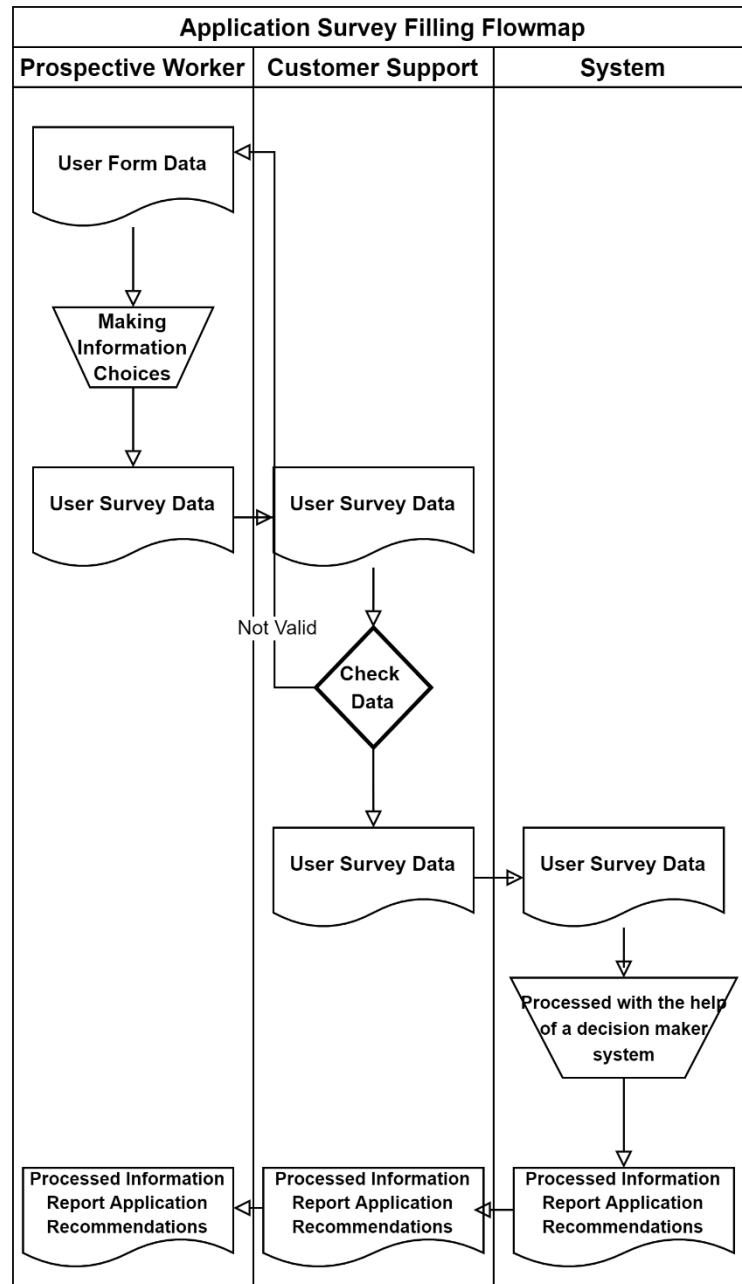 Application Survey Filling Flowmap
Prospective Worker
Customer Support
System
User Form Data
Making
Information
Choices
User Survey Data
User Survey Data
Not Valid
Check
Data
User Survey Data
User Survey Data
Processed with the help
of a decision maker
system
Processed Information
Report Application
Recommendations
Processed Information
Report Application
Recommendations
Processed Information
Report Application
Recommendations